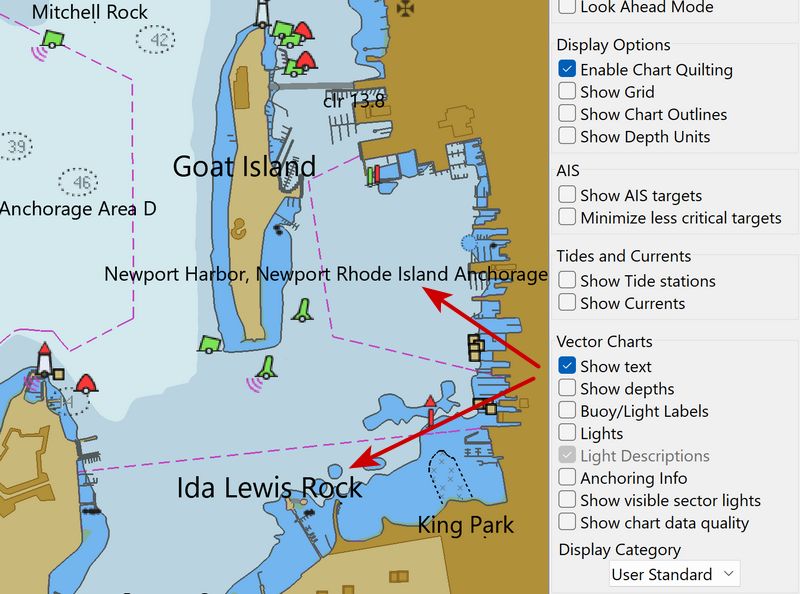 Mitchell Rock
42
clr 13.8
39
Goat Island
46
Anchorage Area D
Newport Harbor, Newport Rhode Island Anchorage
Ida Lewis Rock
King Park
Look Ahead Mode
Display Options
Enable Chart Quilting
Show Grid
Show Chart Outlines
Show Depth Units
AIS
Show AIS targets
Minimize less critical targets
Tides and Currents
Show Tide stations
Show Currents
Vector Charts
Show text
Show depths
Buoy/Light Labels
Lights
Light Descriptions
Anchoring Info
Show visible sector lights
Show chart data quality
Display Category
User Standard